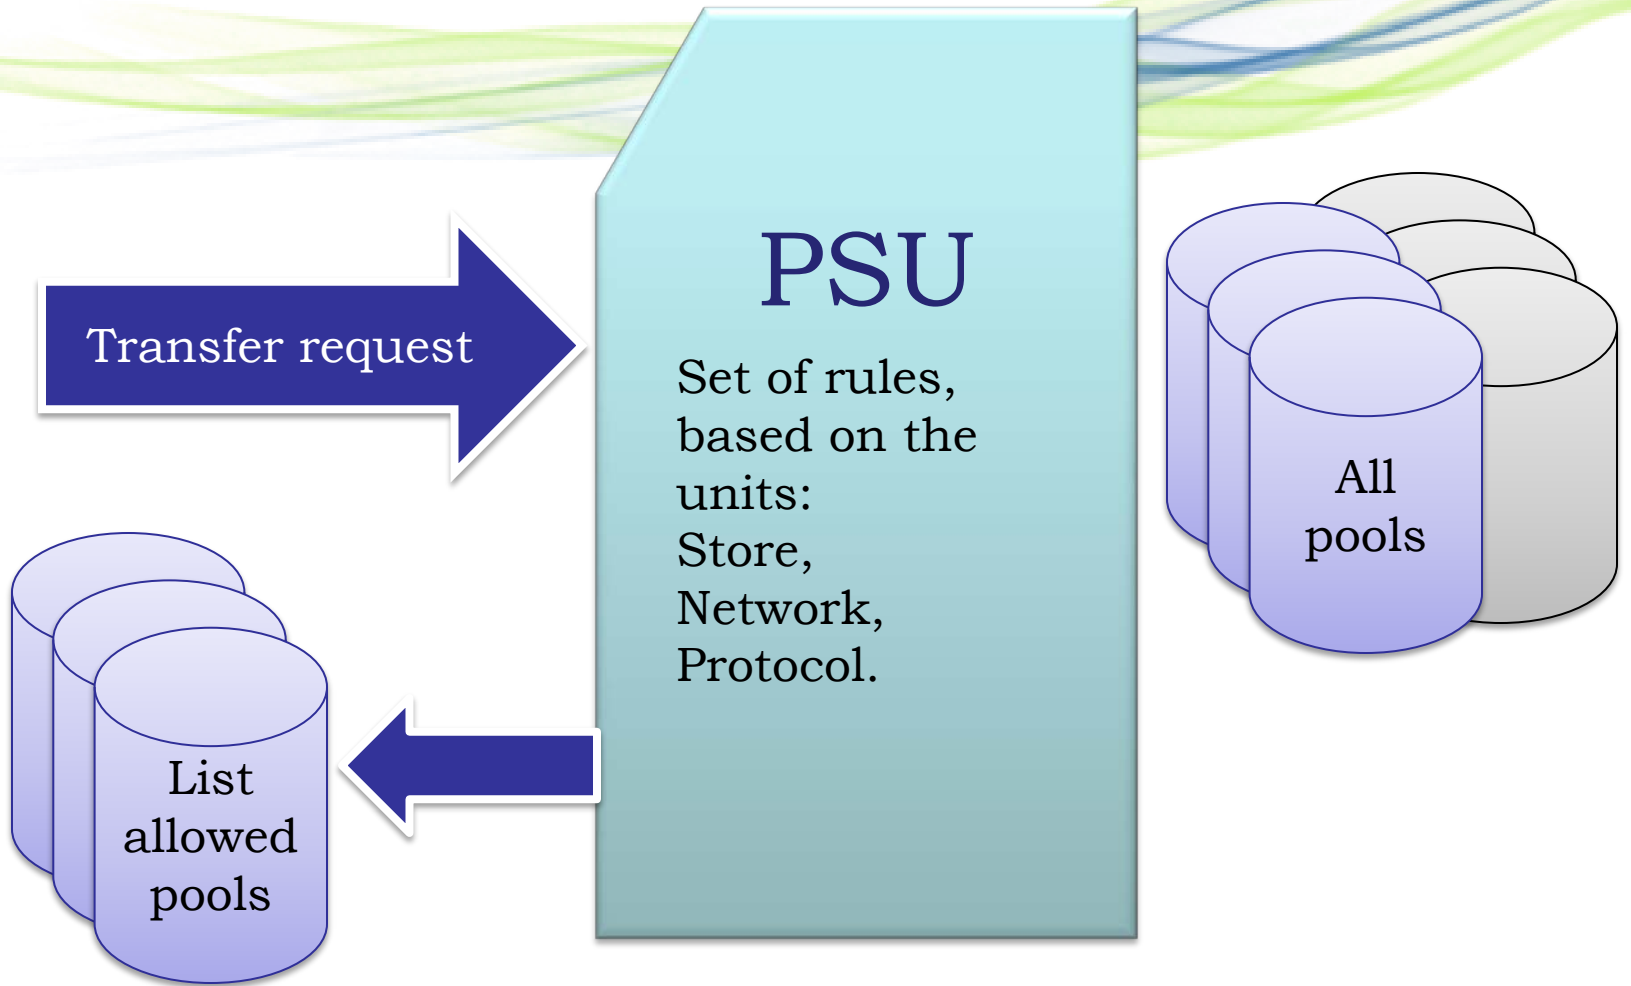 PSU
Transfer request
Set of rules,
based on the
units:
Store,
Network,
Protocol.
All
pools
List
allowed
pools